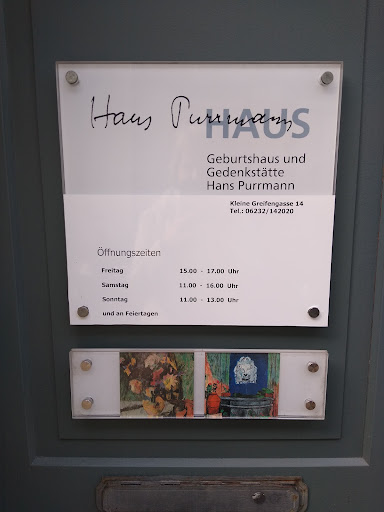 Hans Purrmann HAUS
Geburtshaus und
Gedenkstätte
Hans Purrmann
Kleine Greifengasse 14
Tel.: 06232/142020
Öffnungszeiten
Freitag 15.00 - 17.00 Uhr
Samstag 11.00 - 16.00 Uhr
Sonntag 11.00 - 13.00 Uhr
und an Feiertagen